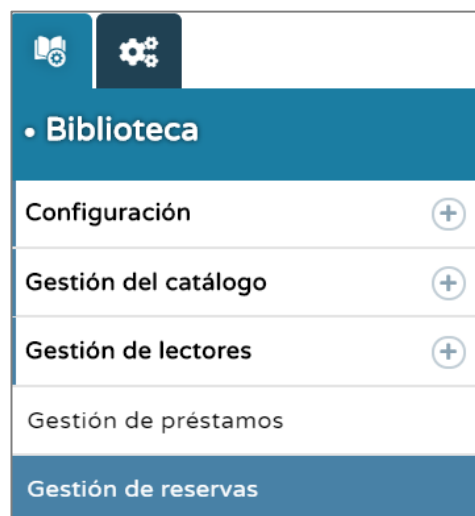 • Biblioteca
Configuración
Gestión del catálogo
Gestión de lectores
Gestión de préstamos
Gestión de reservas